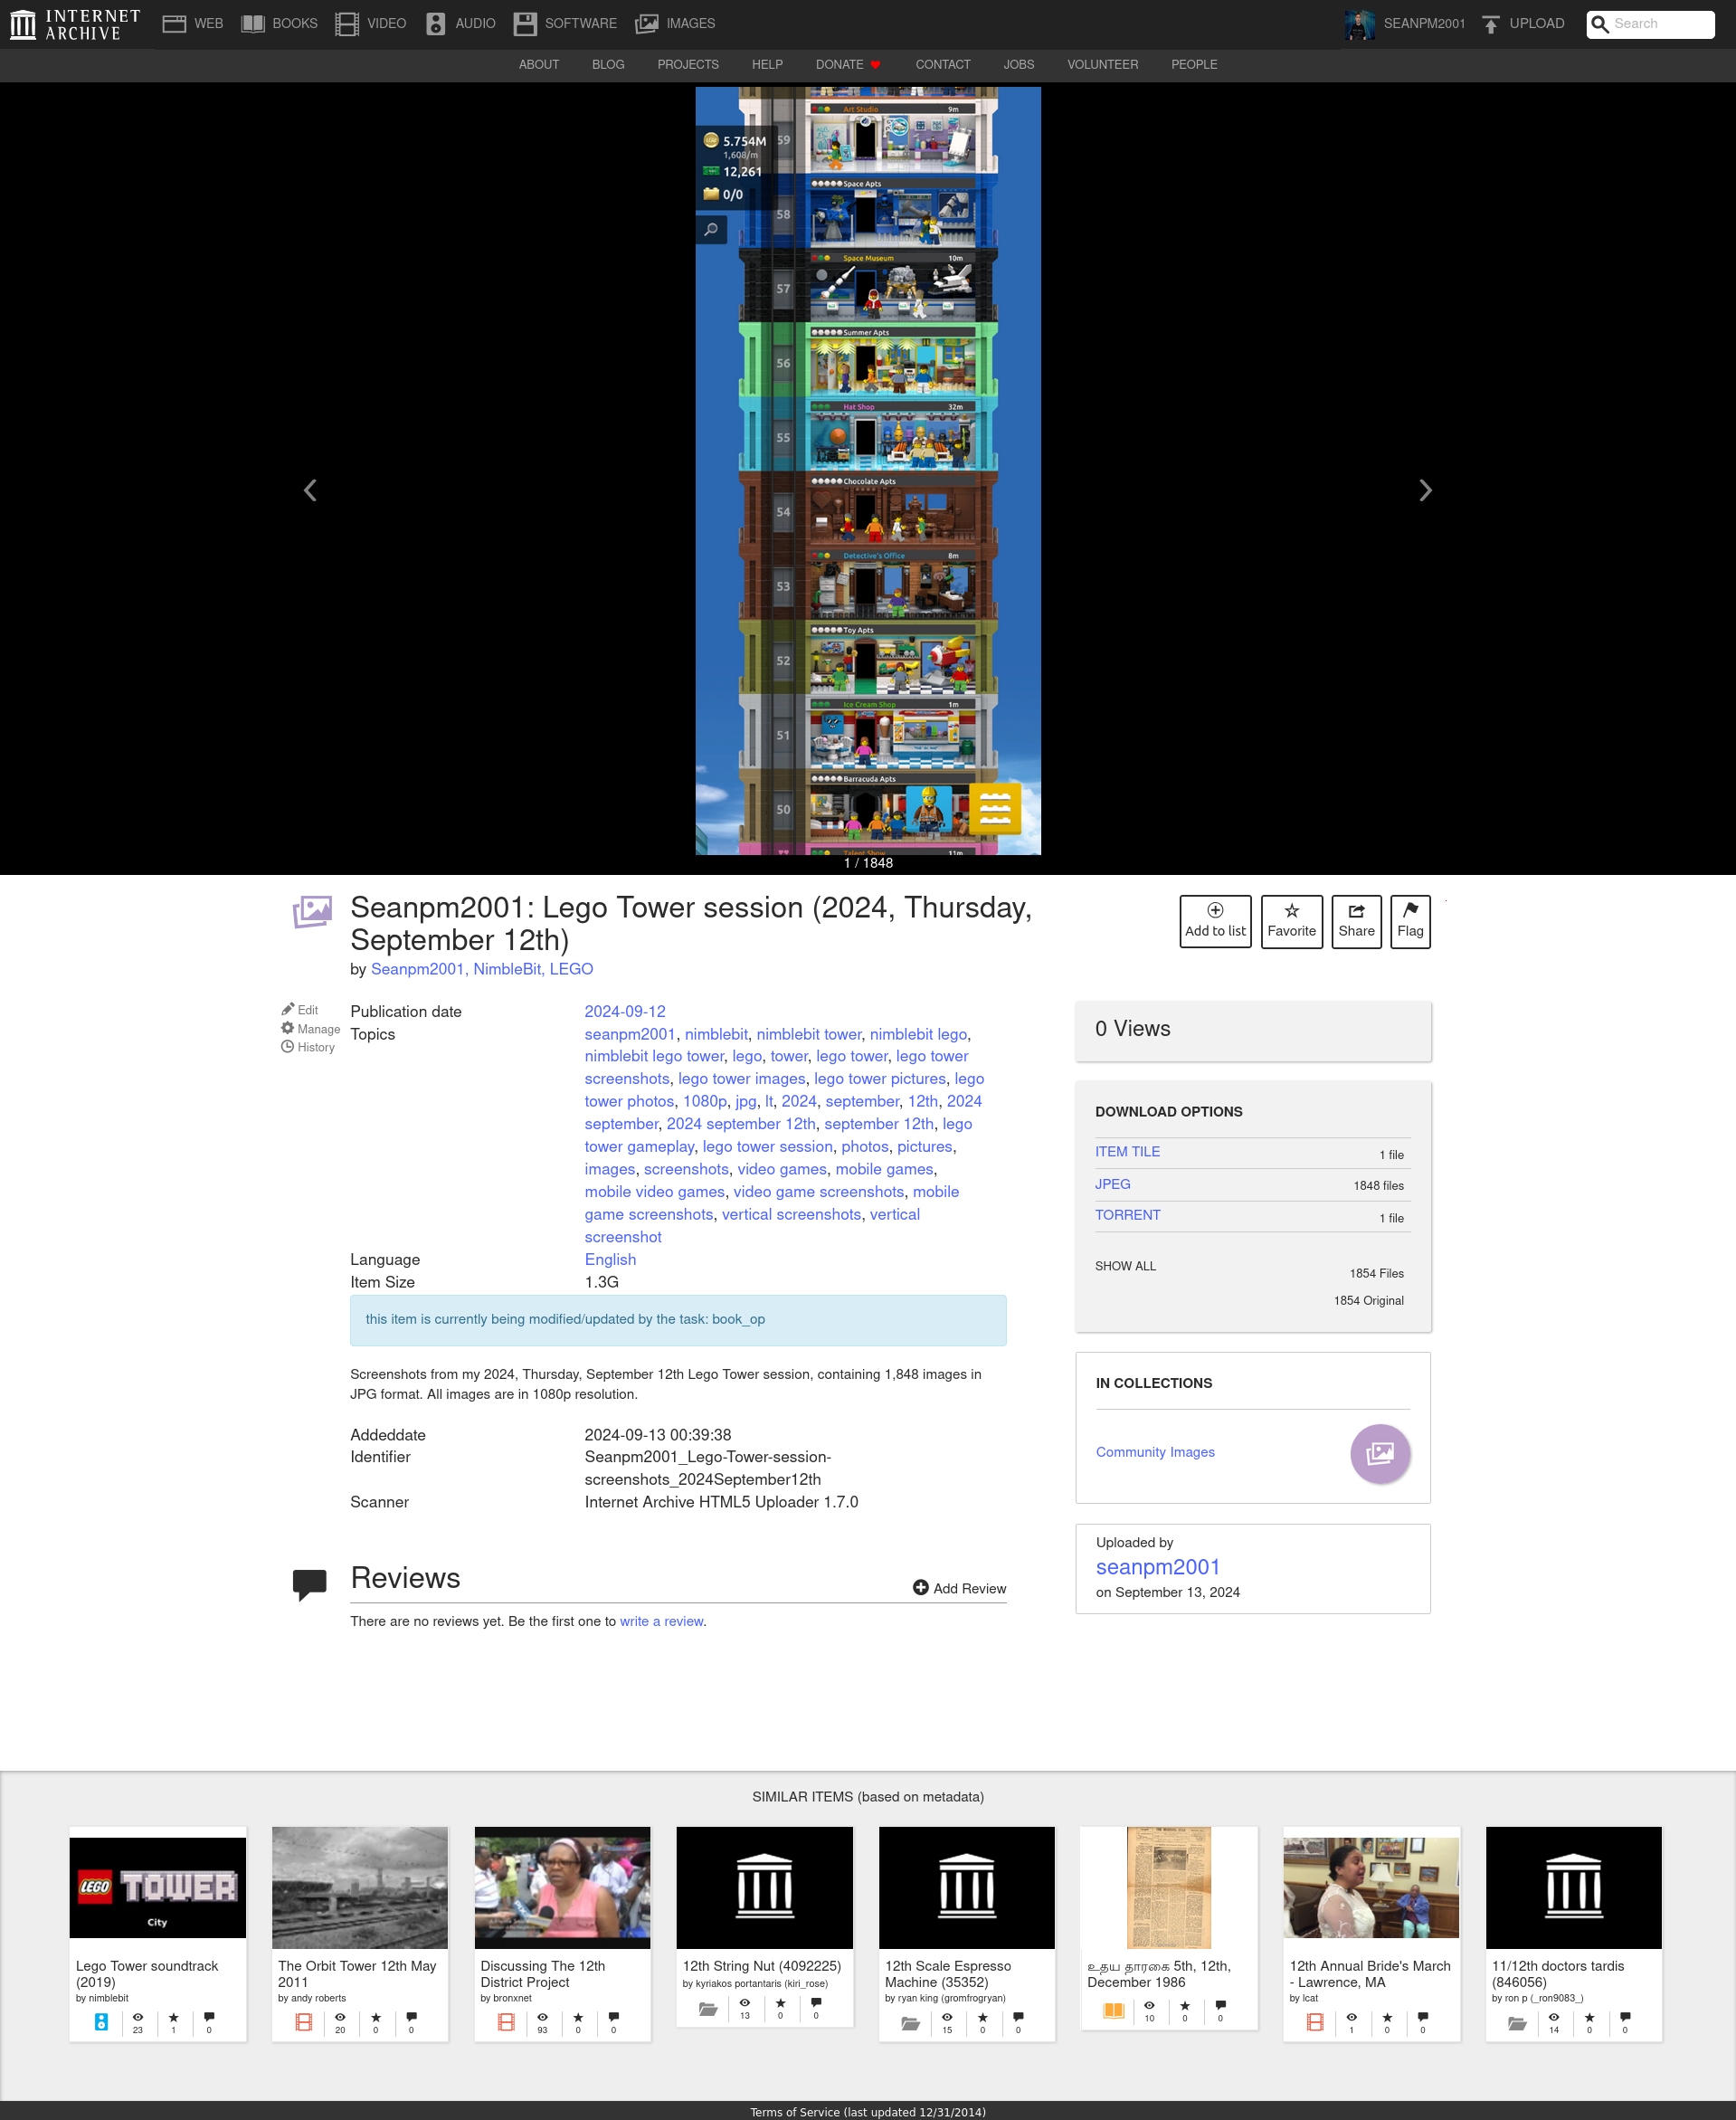 INTERNET ARCHIVE
WEB BOOKS VIDEO AUDIO SOFTWARE IMAGES SEANPM2001 UPLOAD Search
ABOUT BLOG PROJECTS HELP DONATE CONTACT JOBS VOLUNTEER PEOPLE
Art Studio 9m
59
5.754M
1,608/m
12,261
0/0
Space Apts
58
Space Museum 10m
57
Summer Apts
56
Hat Shop 32m
55
Chocolate Apts
54
Detective's Office 8m
53
Toy Apts
52
Ice Cream Shop 1m
51
Barracuda Apts
50
Talent Show 11m
1 / 1848
Seanpm2001: Lego Tower session (2024, Thursday,
September 12th)
by Seanpm2001, NimbleBit, LEGO
Add to list Favorite Share Flag
Edit
Manage
History
Publication date 2024-09-12
Topics seanpm2001, nimblebit, nimblebit tower, nimblebit lego,
nimblebit lego tower, lego, tower, lego tower, lego tower
screenshots, lego tower images, lego tower pictures, lego
tower photos, 1080p, jpg, lt, 2024, september, 12th, 2024
september, 2024 september 12th, september 12th, lego
tower gameplay, lego tower session, photos, pictures,
images, screenshots, video games, mobile games,
mobile video games, video game screenshots, mobile
game screenshots, vertical screenshots, vertical
screenshot
Language English
Item Size 1.3G
this item is currently being modified/updated by the task: book_op
Screenshots from my 2024, Thursday, September 12th Lego Tower session, containing 1,848 images in
JPG format. All images are in 1080p resolution.
Addeddate 2024-09-13 00:39:38
Identifier Seanpm2001_Lego-Tower-session-
screenshots_2024September12th
Scanner Internet Archive HTML5 Uploader 1.7.0
Reviews
Add Review
There are no reviews yet. Be the first one to write a review.
0 Views
DOWNLOAD OPTIONS
ITEM TILE 1 file
JPEG 1848 files
TORRENT 1 file
SHOW ALL 1854 Files
1854 Original
IN COLLECTIONS
Community Images
Uploaded by
seanpm2001
on September 13, 2024
SIMILAR ITEMS (based on metadata)
LEGO TOWER
City
Lego Tower soundtrack
(2019)
by nimblebit
23 1 0
The Orbit Tower 12th May
2011
by andy roberts
20 0 0
Discussing The 12th
District Project
by bronxnet
93 0 0
12th String Nut (4092225)
by kyriakos portantaris (kiri_rose)
13 0 0
12th Scale Espresso
Machine (35352)
by ryan king (gromfrogryan)
15 0 0
உதய தாரகை 5th, 12th,
December 1986
10 0 0
12th Annual Bride's March
- Lawrence, MA
by lcat
1 0 0
11/12th doctors tardis
(846056)
by ron p (_ron9083_)
14 0 0
Terms of Service (last updated 12/31/2014)